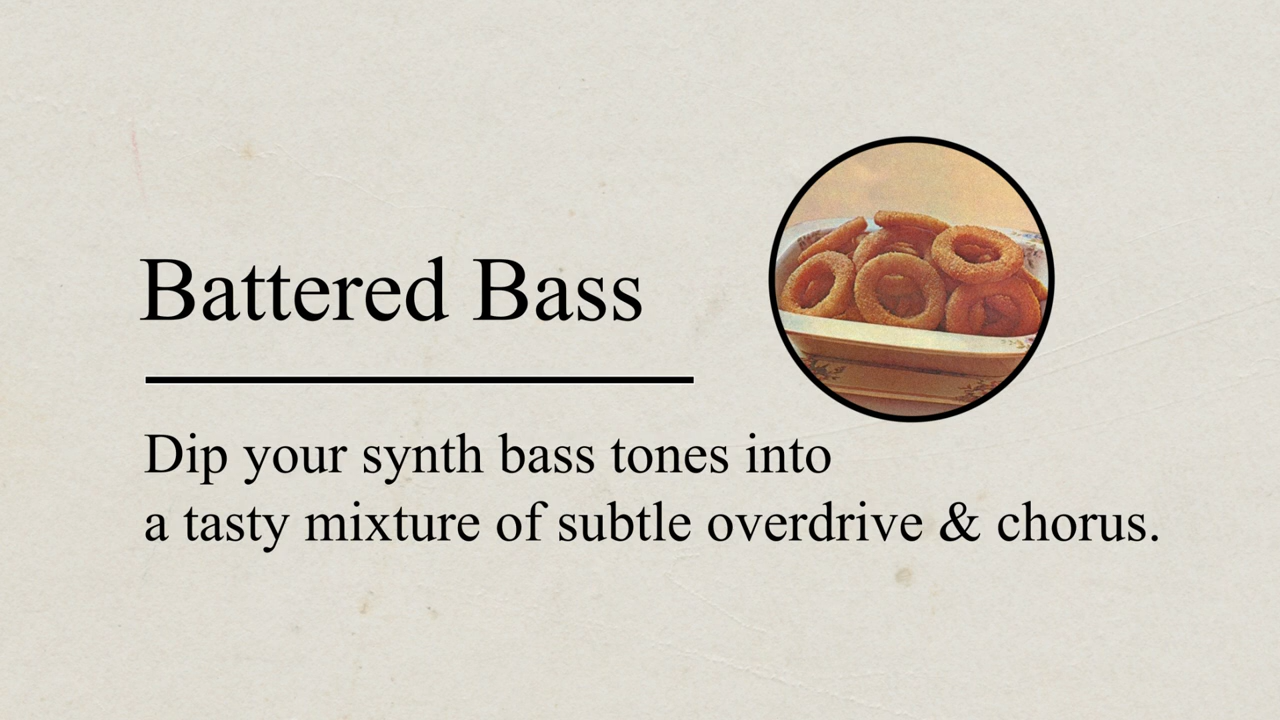 Battered Bass
Dip your synth bass tones into
a tasty mixture of subtle overdrive & chorus.